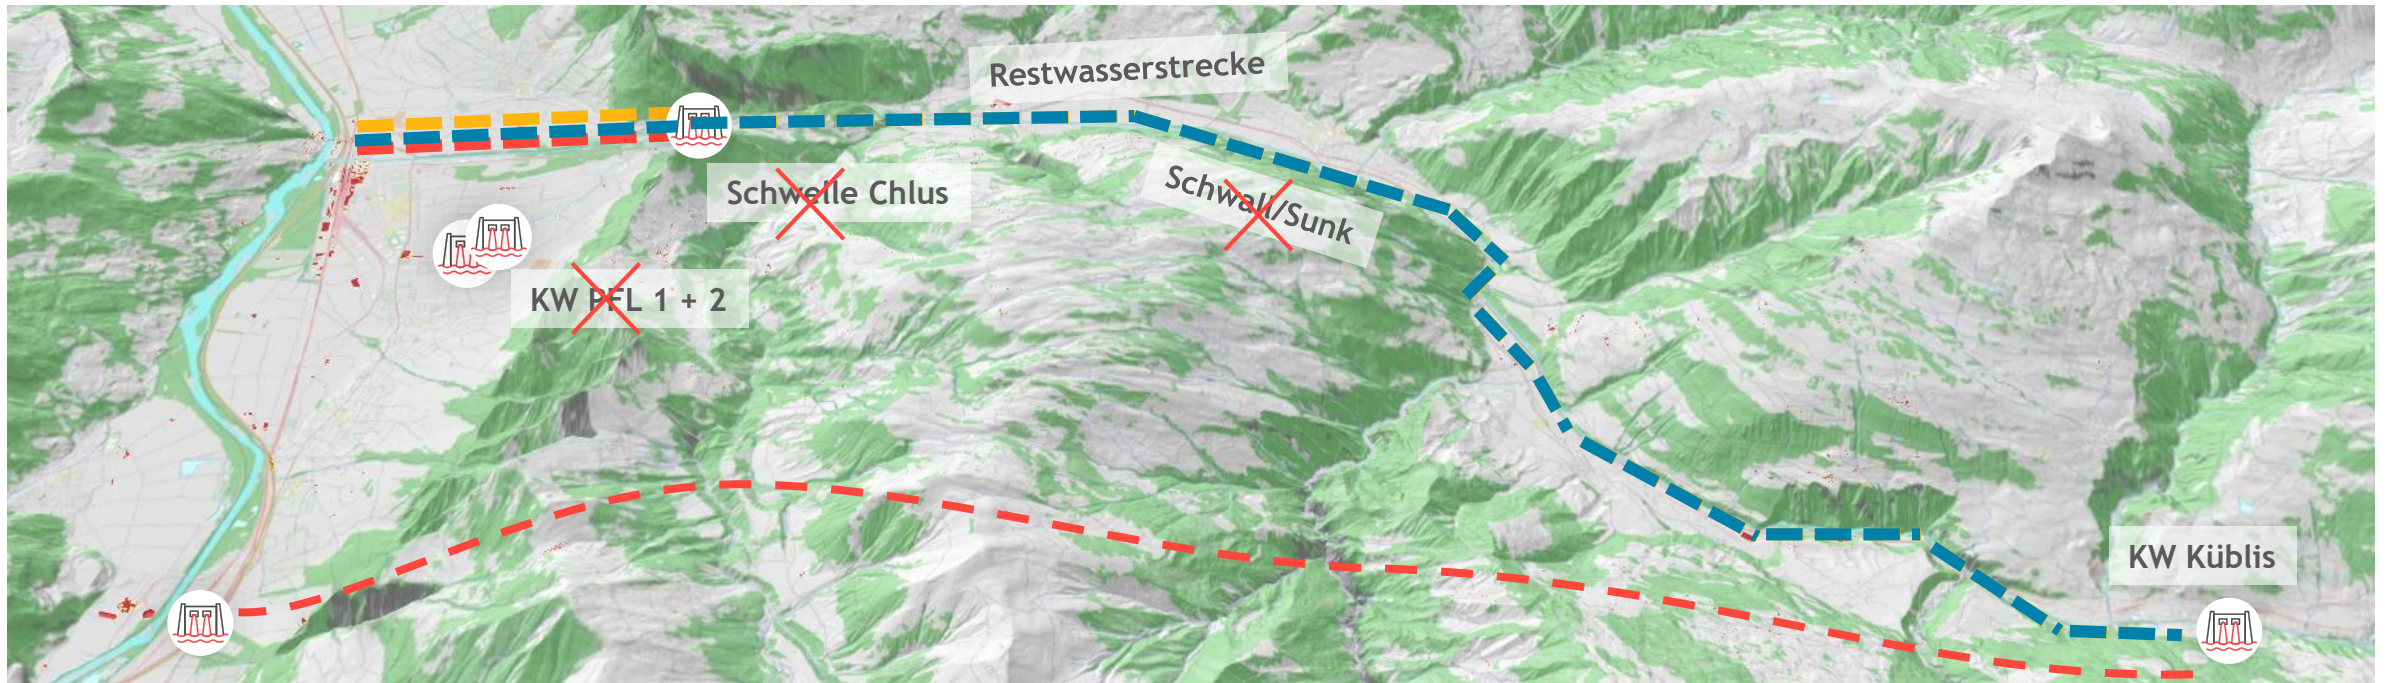 Restwasserstrecke
Schwelle Chlus
Schwall/Sunk
KW PFL 1 + 2
KW Küblis